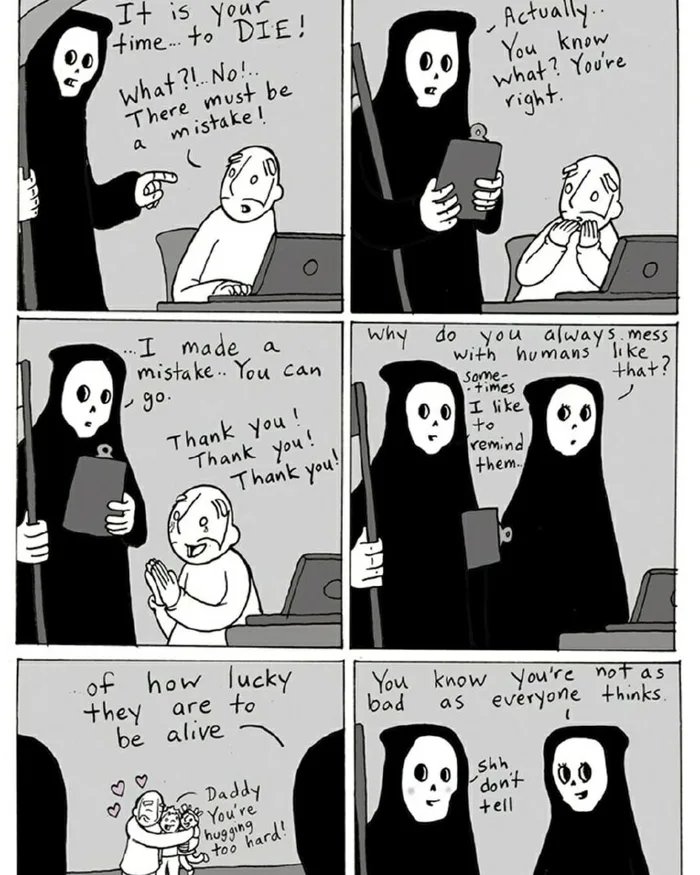 It is your
time... to DIE!
What?!..No!..
There must be
a mistake!
Actually..
You know
what? You're
right.
...I made a
mistake.. You can
go.
Thank you!
Thank you!
Thank you!
Why do you always mess
with humans like
that?
some-
times
I like
to
remind
them..
..of how lucky
they are to
be alive
Daddy
You're
hugging
too hard!
You know you're not as
bad as everyone thinks.
shh
don't
tell